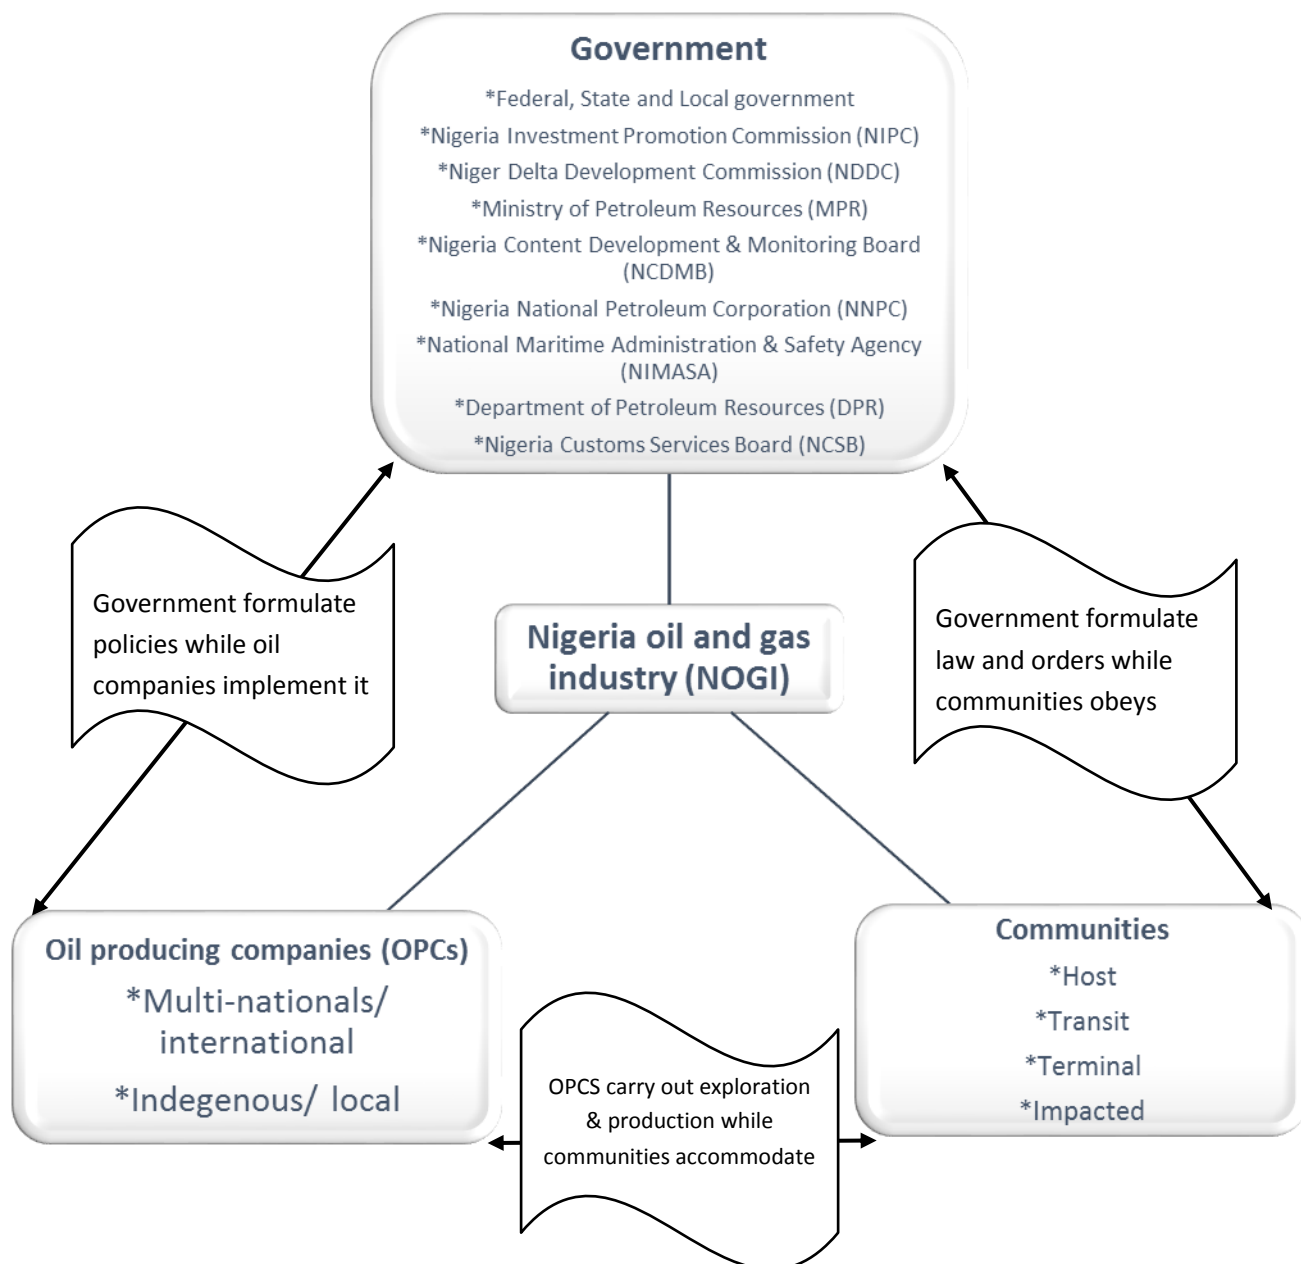 Government
*Federal, State and Local government
*Nigeria Investment Promotion Commission (NIPC)
*Niger Delta Development Commission (NDDC)
*Ministry of Petroleum Resources (MPR)
*Nigeria Content Development & Monitoring Board
(NCDMB)
*Nigeria National Petroleum Corporation (NNPC)
*National Maritime Administration & Safety Agency
(NIMASA)
*Department of Petroleum Resources (DPR)
*Nigeria Customs Services Board (NCSB)
Government formulate
policies while oil
companies implement it
Nigeria oil and gas
industry (NOGI)
Government formulate
law and orders while
communities obeys
Oil producing companies (OPCs)
*Multi-nationals/
international
*Indegenous/ local
OPCS carry out exploration
& production while
communities accommodate
Communities
*Host
*Transit
*Terminal
*Impacted